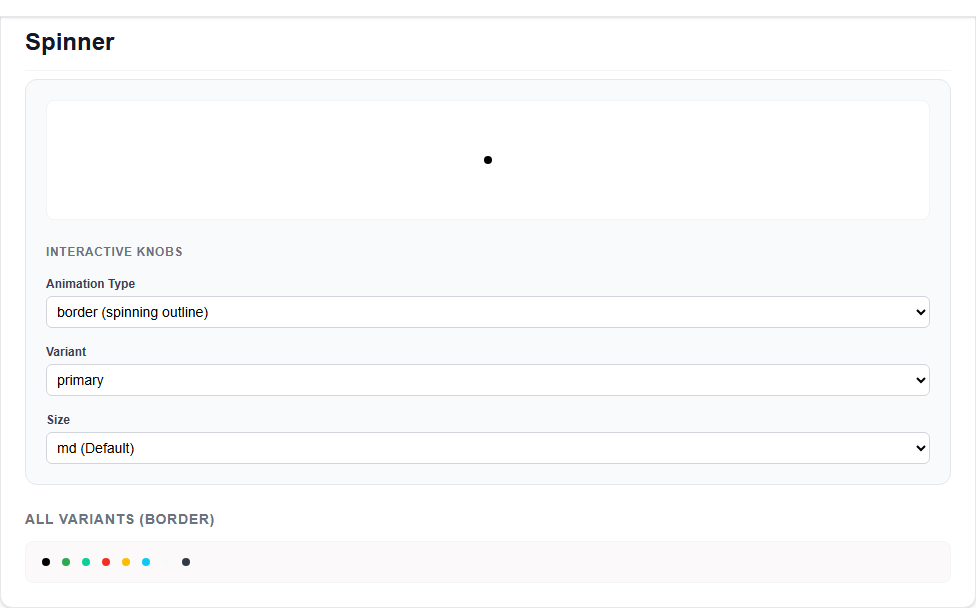 Spinner
INTERACTIVE KNOBS
Animation Type
border (spinning outline)
Variant
primary
Size
md (Default)
ALL VARIANTS (BORDER)